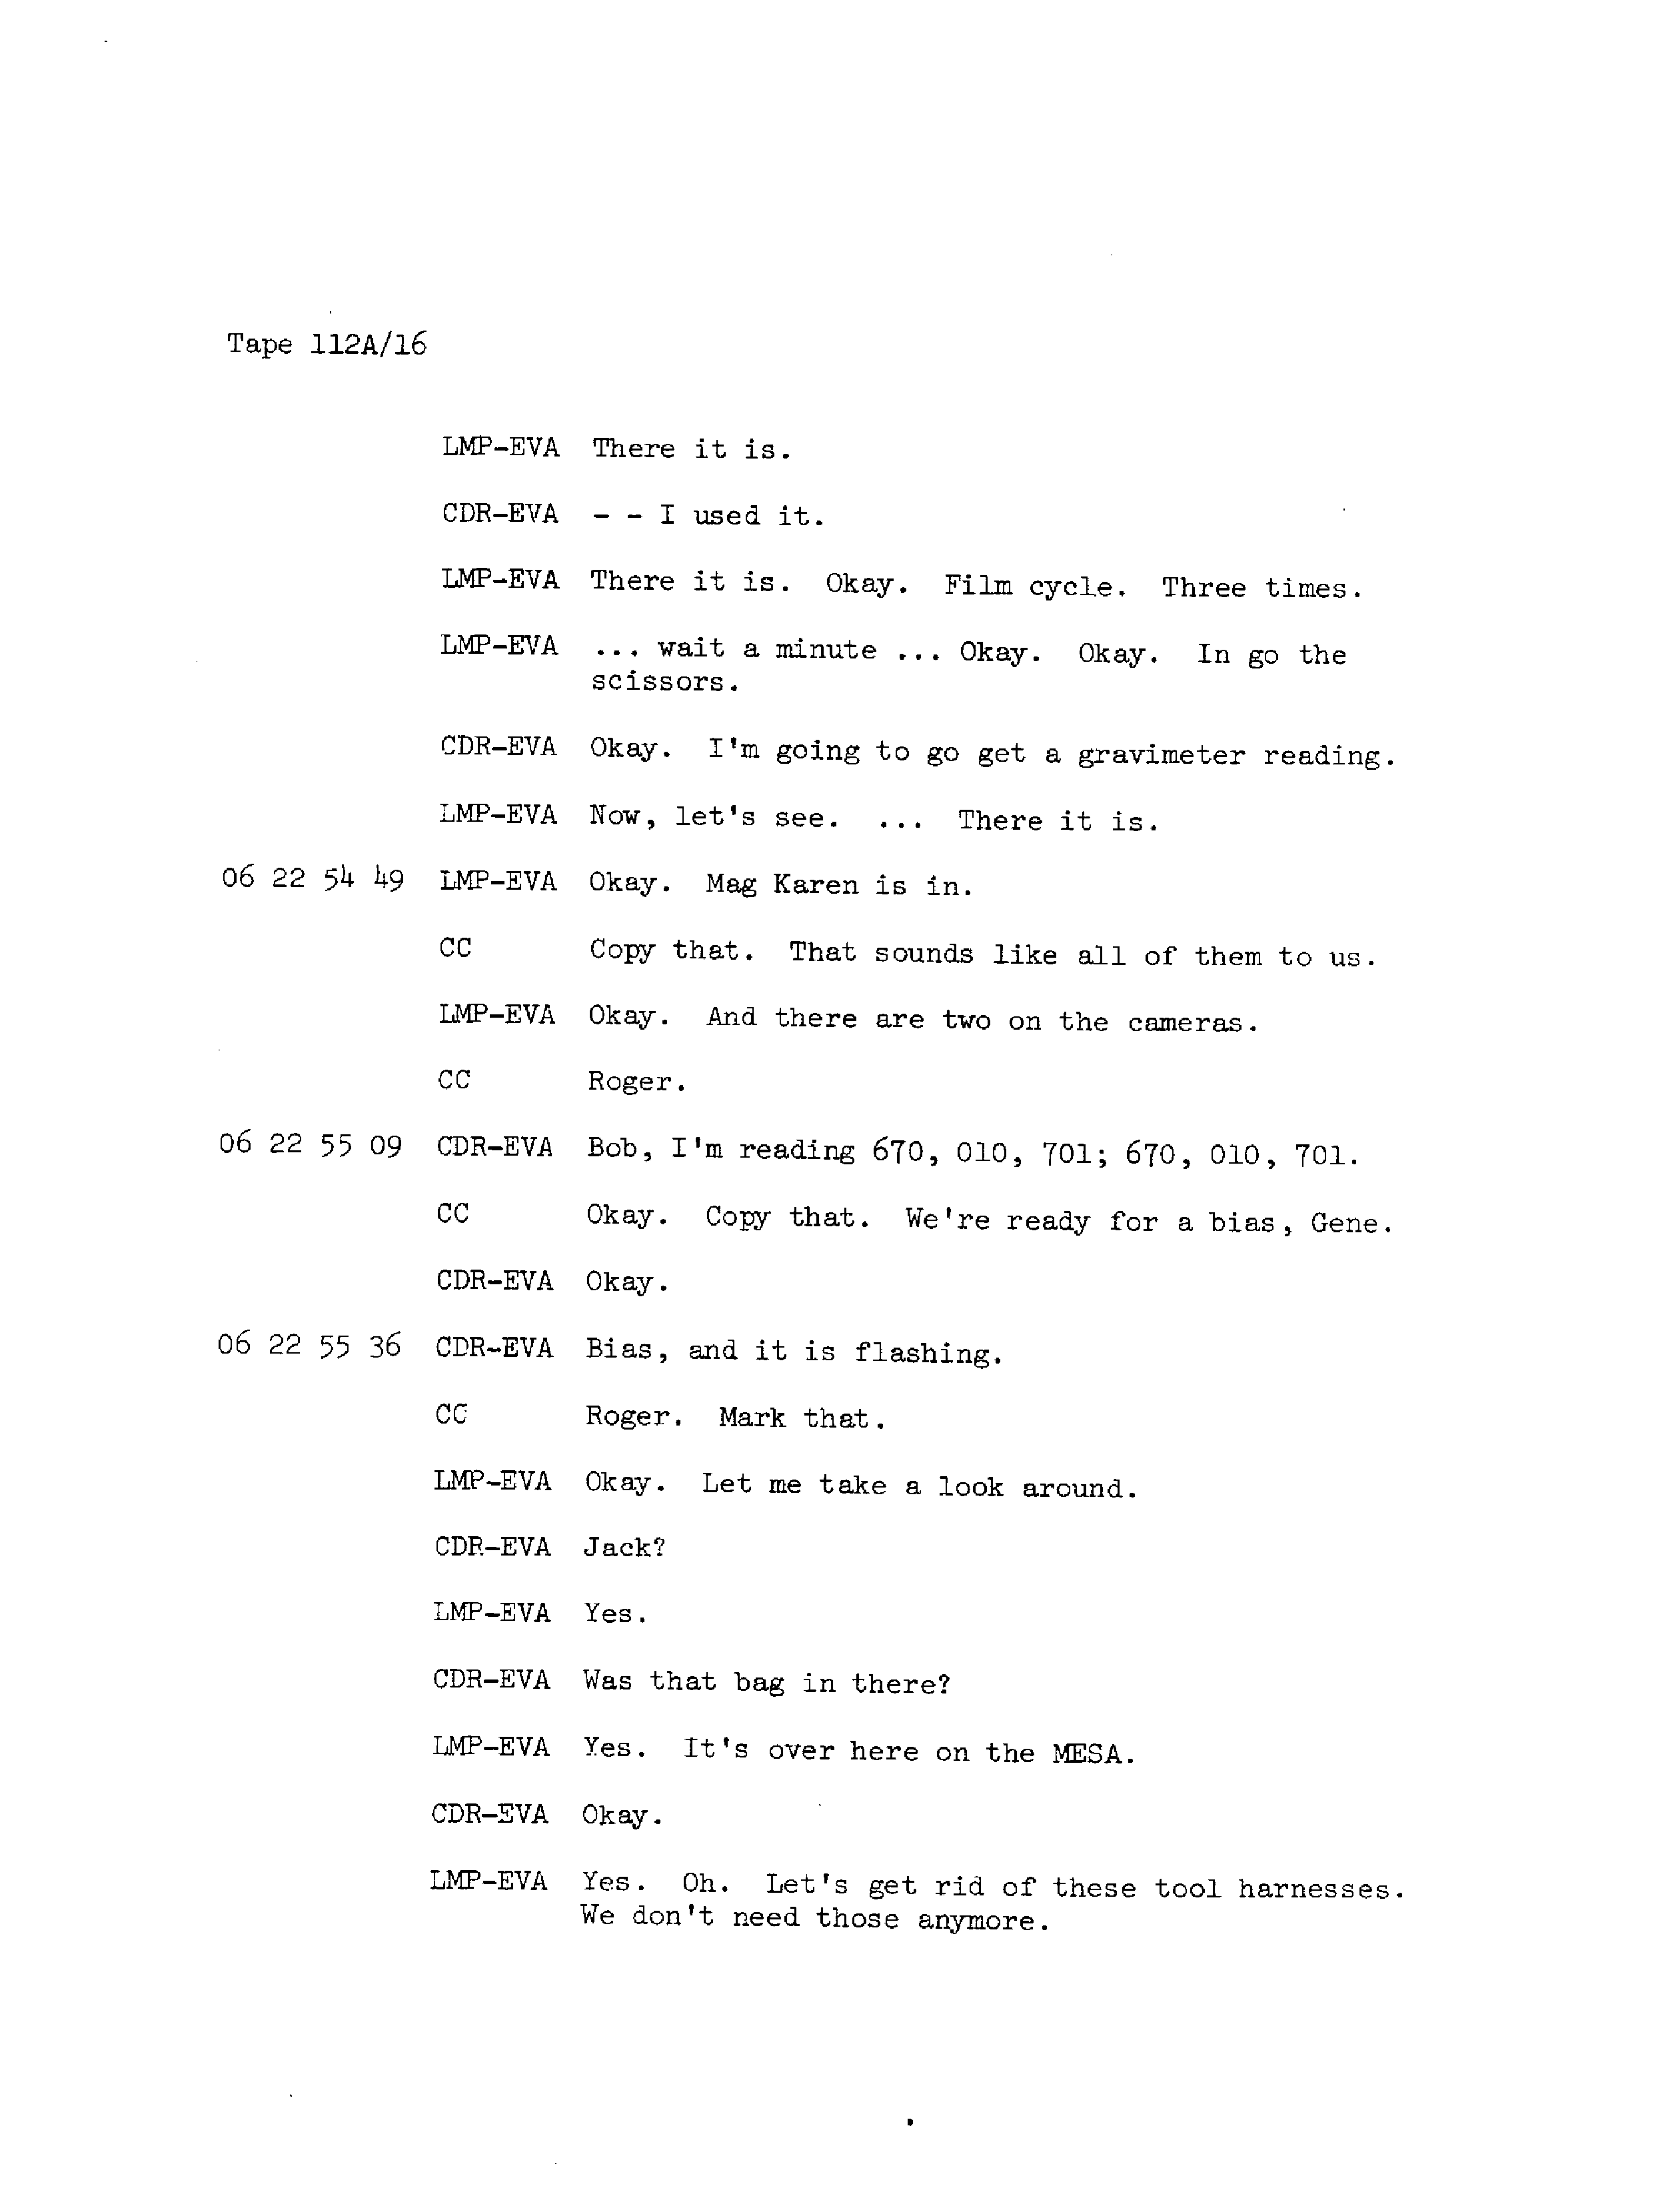 Tape 112A/16
LMP-EVA There it is.
CDR-EVA - - I used it.
LMP-EVA There it is. Okay. Film cycle. Three times.
LMP-EVA ... wait a minute ... Okay. Okay. In go the
scissors.
CDR-EVA Okay. I'm going to go get a gravimeter reading.
LMP-EVA Now, let's see. ... There it is.
06 22 54 49 LMP-EVA Okay. Mag Karen is in.
CC Copy that. That sounds like all of them to us.
LMP-EVA Okay. And there are two on the cameras.
CC Roger.
06 22 55 09 CDR-EVA Bob, I'm reading 670, 010, 701; 670, 010, 701.
CC Okay. Copy that. We're ready for a bias, Gene.
CDR-EVA Okay.
06 22 55 36 CDR-EVA Bias, and it is flashing.
CC Roger. Mark that.
LMP-EVA Okay. Let me take a look around.
CDR-EVA Jack?
LMP-EVA Yes.
CDR-EVA Was that bag in there?
LMP-EVA Yes. It's over here on the MESA.
CDR-EVA Okay.
LMP-EVA Yes. Oh. Let's get rid of these tool harnesses.
We don't need those anymore.